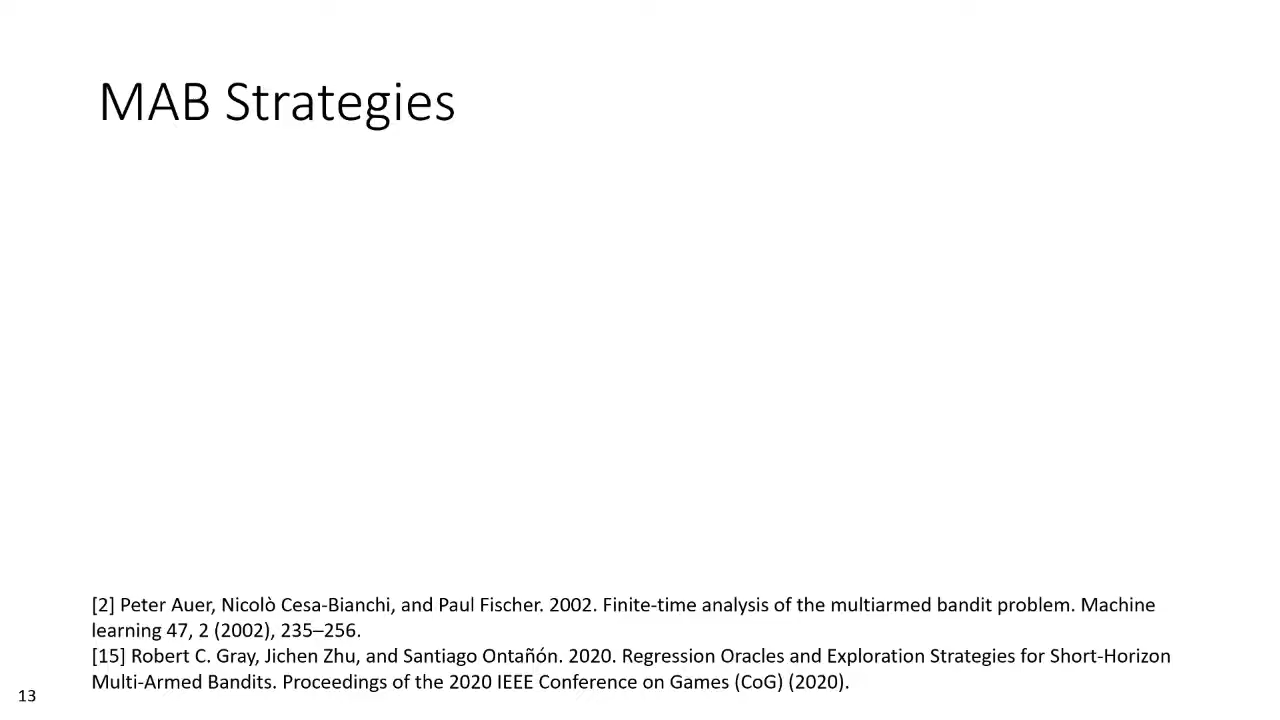 MAB Strategies
[2] Peter Auer, Nicolò Cesa-Bianchi, and Paul Fischer. 2002. Finite-time analysis of the multiarmed bandit problem. Machine
learning 47, 2 (2002), 235–256.
[15] Robert C. Gray, Jichen Zhu, and Santiago Ontañón. 2020. Regression Oracles and Exploration Strategies for Short-Horizon
Multi-Armed Bandits. Proceedings of the 2020 IEEE Conference on Games (CoG) (2020).
13